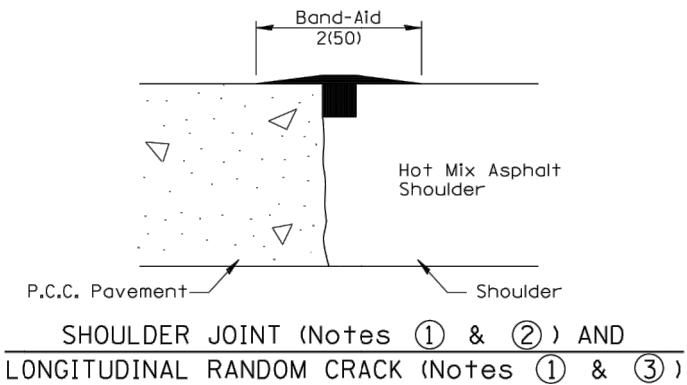 Band-Aid
2(50)
Hot Mix Asphalt
Shoulder
P.C.C. Pavement
Shoulder
SHOULDER JOINT (Notes ① & ②) AND
LONGITUDINAL RANDOM CRACK (Notes ① & ③)